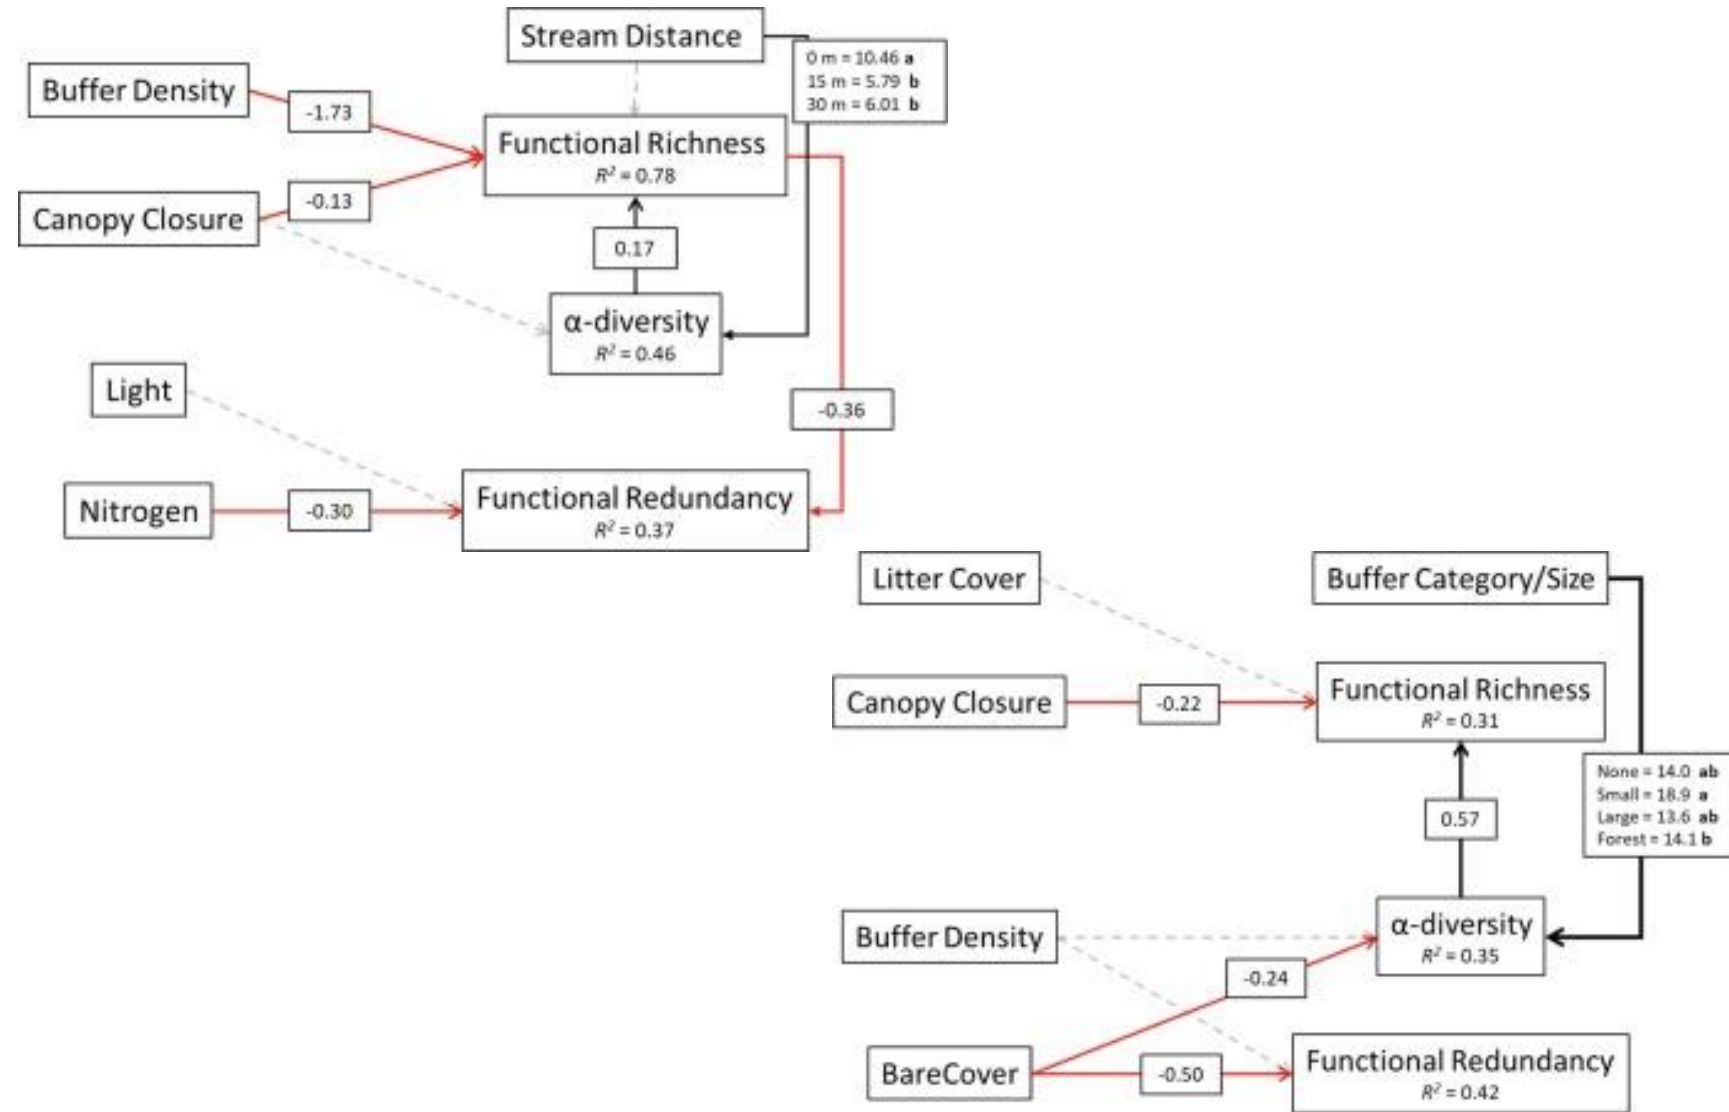 Stream Distance
0 m = 10.46 a
15 m = 5.79 b
30 m = 6.01 b
Buffer Density
-1.73
Functional Richness
R² = 0.78
Canopy Closure
-0.13
0.17
α-diversity
R² = 0.46
Light
-0.36
Nitrogen
-0.30
Functional Redundancy
R² = 0.37
Litter Cover
Buffer Category/Size
Canopy Closure
-0.22
Functional Richness
R² = 0.31
None = 14.0 ab
Small = 18.9 a
Large = 13.6 ab
Forest = 14.1 b
0.57
Buffer Density
α-diversity
R² = 0.35
-0.24
BareCover
-0.50
Functional Redundancy
R² = 0.42